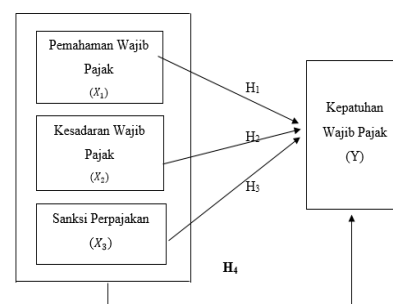 Pemahaman Wajib
Pajak
(X₁)
Kesadaran Wajib
Pajak
(X₂)
Sanksi Perpajakan
(X₃)
H₁
H₂
H₃
H₄
Kepatuhan
Wajib Pajak
(Y)